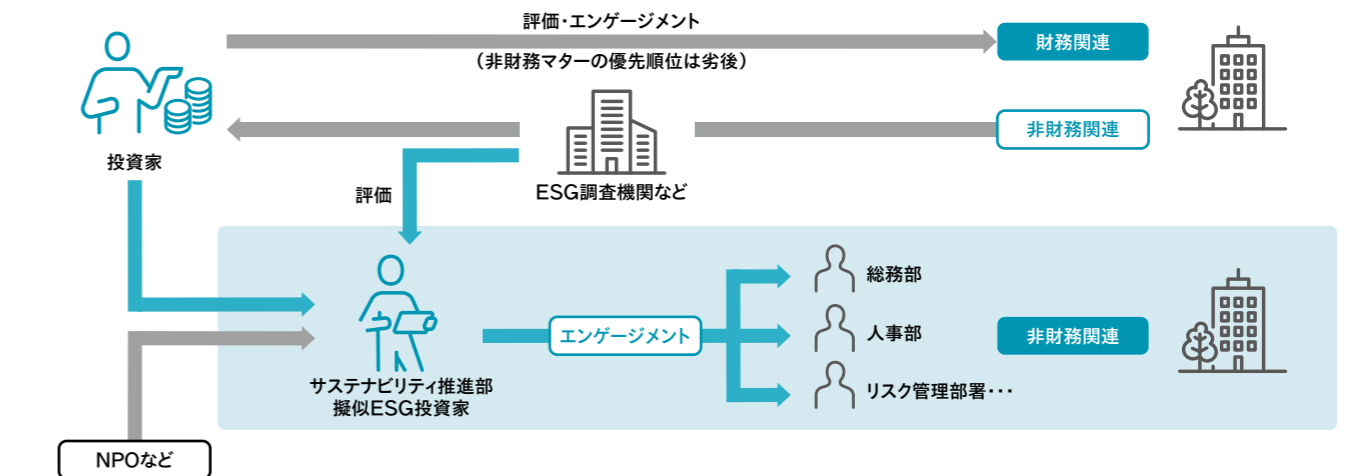 評価・エンゲージメント
（非財務マターの優先順位は劣後）
財務関連
非財務関連
投資家
ESG調査機関など
評価
総務部
人事部
リスク管理部署・・・
エンゲージメント
非財務関連
サステナビリティ推進部
擬似ESG投資家
NPOなど